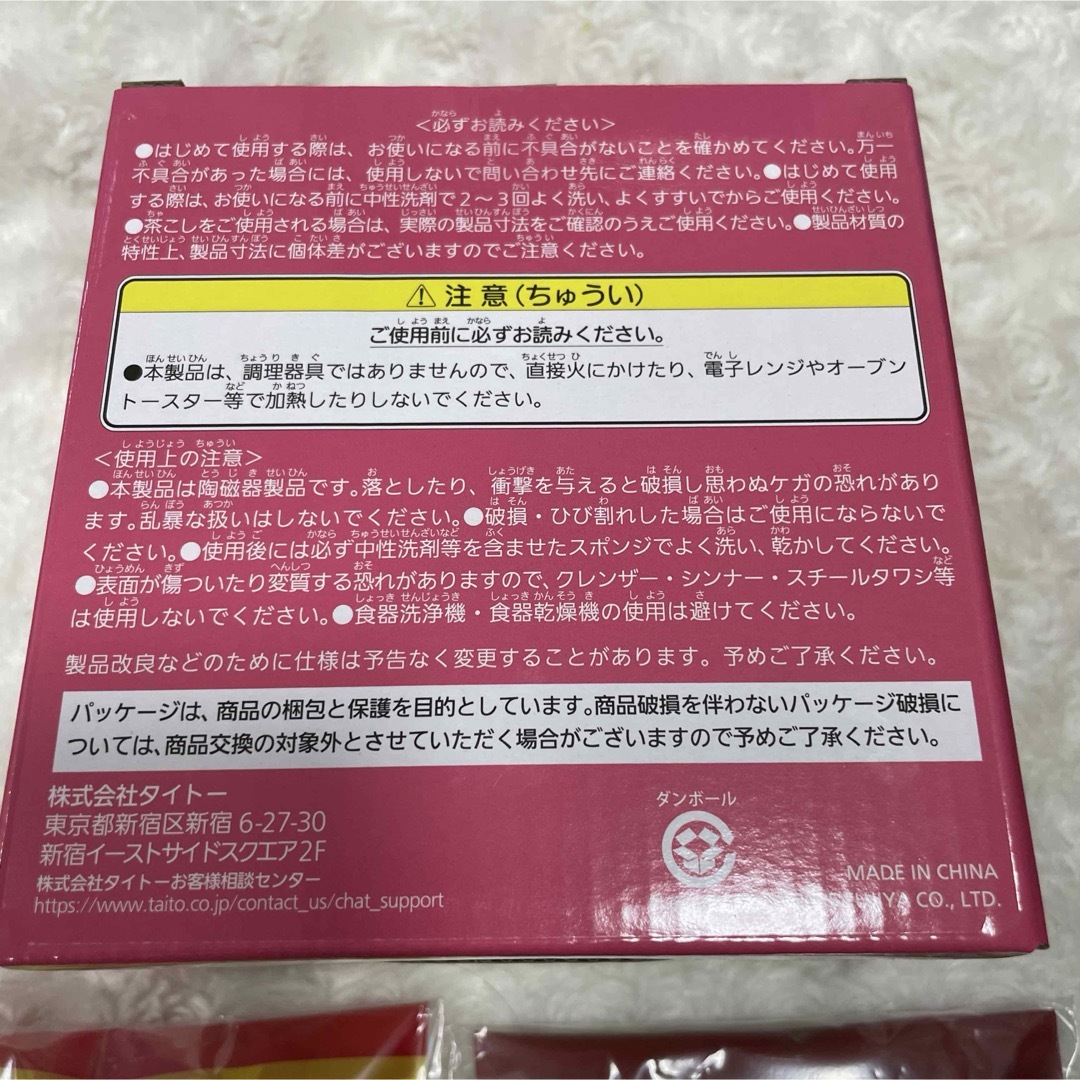 ＜必ずお読みください＞
●はじめて使用する際は、お使いになる前に不具合がないことを確かめてください。万一
不具合があった場合には、使用しないで問い合わせ先にご連絡ください。●はじめて使用
する際は、お使いになる前に中性洗剤で2～3回よく洗い、よくすすいでからご使用ください。
●茶こしをご使用される場合は、実際の製品寸法をご確認のうえご使用ください。●製品材質の
特性上、製品寸法に個体差がございますのでご注意ください。
⚠ 注意（ちゅうい）
ご使用前に必ずお読みください。
●本製品は、調理器具ではありませんので、直接火にかけたり、電子レンジやオーブン
トースター等で加熱したりしないでください。
＜使用上の注意＞
●本製品は陶磁器製品です。落としたり、衝撃を与えると破損し思わぬケガの恐れがあり
ます。乱暴な扱いはしないでください。●破損・ひび割れした場合はご使用にならないで
ください。●使用後には必ず中性洗剤等を含ませたスポンジでよく洗い、乾かしてください。
●表面が傷ついたり変質する恐れがありますので、クレンザー・シンナー・スチールタワシ等
は使用しないでください。●食器洗浄機・食器乾燥機の使用は避けてください。
製品改良などのために仕様は予告なく変更することがあります。予めご了承ください。
パッケージは、商品の梱包と保護を目的としています。商品破損を伴わないパッケージ破損に
ついては、商品交換の対象外とさせていただく場合がございますので予めご了承ください。
株式会社タイトー
東京都新宿区新宿 6-27-30
新宿イーストサイドスクエア2F
株式会社タイトーお客様相談センター
https://www.taito.co.jp/contact_us/chat_support
ダンボール
MADE IN CHINA
CO., LTD.